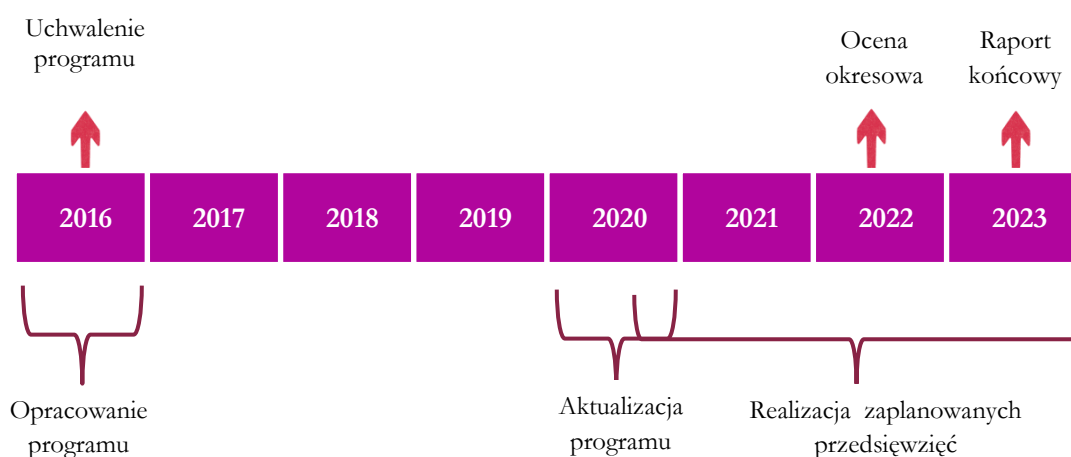 Uchwalenie
programu
Ocena
okresowa
Raport
końcowy
2016 2017 2018 2019 2020 2021 2022 2023
Opracowanie
programu
Aktualizacja
programu
Realizacja zaplanowanych
przedsięwzięć